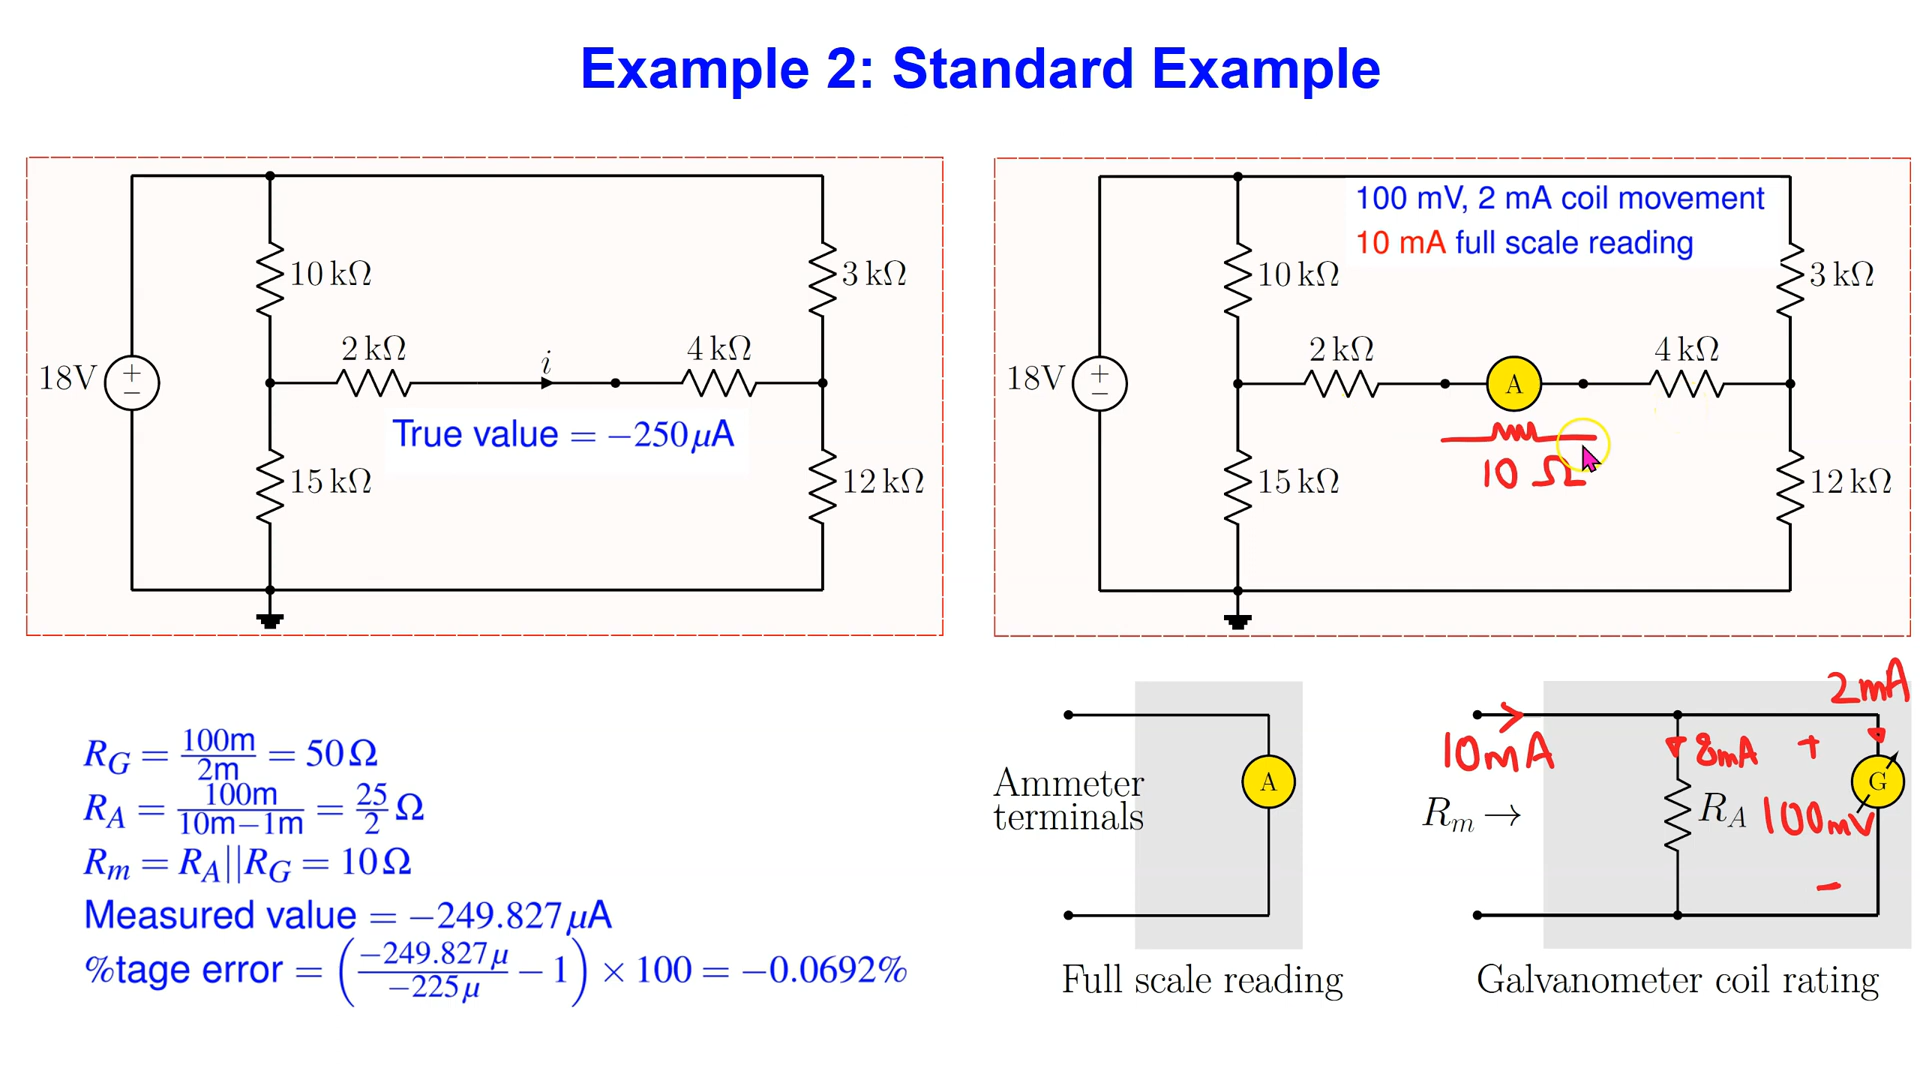 Example 2: Standard Example
18V
+
−
10 kΩ
2 kΩ
i
4 kΩ
3 kΩ
True value = −250 μA
15 kΩ
12 kΩ
100 mV, 2 mA coil movement
10 mA full scale reading
18V
+
−
10 kΩ
2 kΩ
A
4 kΩ
3 kΩ
10 Ω
15 kΩ
12 kΩ
R_G = 100m / 2m = 50 Ω
R_A = 100m / 10m−1m = 25 / 2 Ω
R_m = R_A||R_G = 10 Ω
Measured value = −249.827 μA
%tage error = (−249.827 μ / −225 μ − 1) × 100 = −0.0692%
Ammeter
terminals
A
Full scale reading
2mA
10mA
8mA
+
R_m →
R_A
100mV
G
−
Galvanometer coil rating